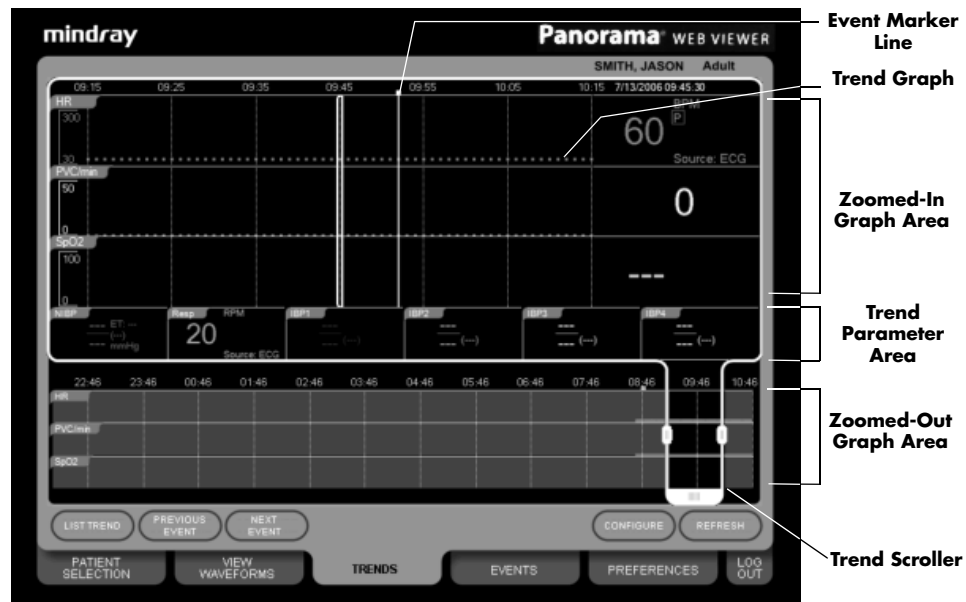 mindray
Panorama® WEB VIEWER
SMITH, JASON Adult
09:15 09:25 09:35 09:45 09:55 10:05 10:15 7/13/2006 09:45:30
HR
300
30
BPM
P
60
Source: ECG
PVC/min
50
0
0
SpO2
100
0
---
NIBP
--- ET: --
--- (---)
--- mmHg
Resp RPM
20
Source: ECG
IBP1
--- (---)
IBP2
--- (---)
IBP3
--- (---)
IBP4
--- (---)
22:46 23:46 00:46 01:46 02:46 03:46 04:46 05:46 06:46 07:46 08:46 09:46 10:46
HR
PVC/min
SpO2
LIST TREND
PREVIOUS
EVENT
NEXT
EVENT
CONFIGURE
REFRESH
PATIENT
SELECTION
VIEW
WAVEFORMS
TRENDS
EVENTS
PREFERENCES
LOG
OUT
Event Marker
Line
Trend Graph
Zoomed-In
Graph Area
Trend
Parameter
Area
Zoomed-Out
Graph Area
Trend Scroller